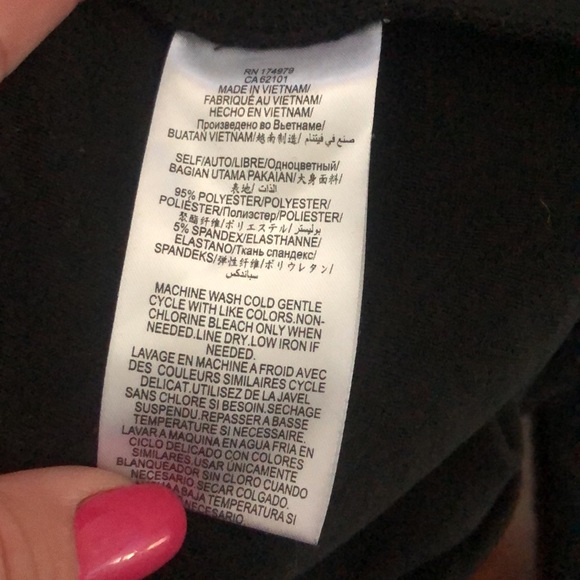 RN 174979
CA 62101
MADE IN VIETNAM/
FABRIQUÉ AU VIETNAM/
HECHO EN VIETNAM/
Произведено во Вьетнаме/
BUATAN VIETNAM/越南制造/ صنع في فيتنام
SELF/AUTO/LIBRE/Одноцветный/
BAGIAN UTAMA PAKAIAN/大身面料/
表地/ الذات
95% POLYESTER/POLYESTER/
POLIÉSTER/Полиэстер/POLIESTER/
聚酯纤维/ポリエステル/بوليستر
5% SPANDEX/ELASTHANNE/
ELASTANO/Ткань спандекс/
SPANDEKS/弹性纤维/ポリウレタン/
سباندكس
MACHINE WASH COLD GENTLE
CYCLE WITH LIKE COLORS.NON-
CHLORINE BLEACH ONLY WHEN
NEEDED.LINE DRY.LOW IRON IF
NEEDED.
LAVAGE EN MACHINE A FROID AVEC
DES COULEURS SIMILAIRES CYCLE
DELICAT.UTILISEZ DE LA JAVEL
SANS CHLORE SI BESOIN.SECHAGE
SUSPENDU.REPASSER A BASSE
TEMPERATURE SI NECESSAIRE.
LAVAR A MAQUINA EN AGUA FRIA EN
CICLO DELICADO CON COLORES
SIMILARES USAR ÚNICAMENTE
BLANQUEADOR SIN CLORO CUANDO
NECESARIO SECAR COLGADO.
A BAJA TEMPERATURA SI
NECESARIO